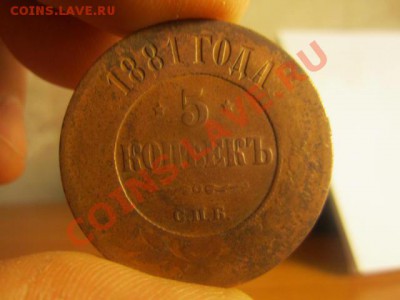 COINS.LAVE.RU
1881 ГОДА.
* 5 *
КОПѢЕКЪ
С.П.Б.
COINS.LAVE.RU